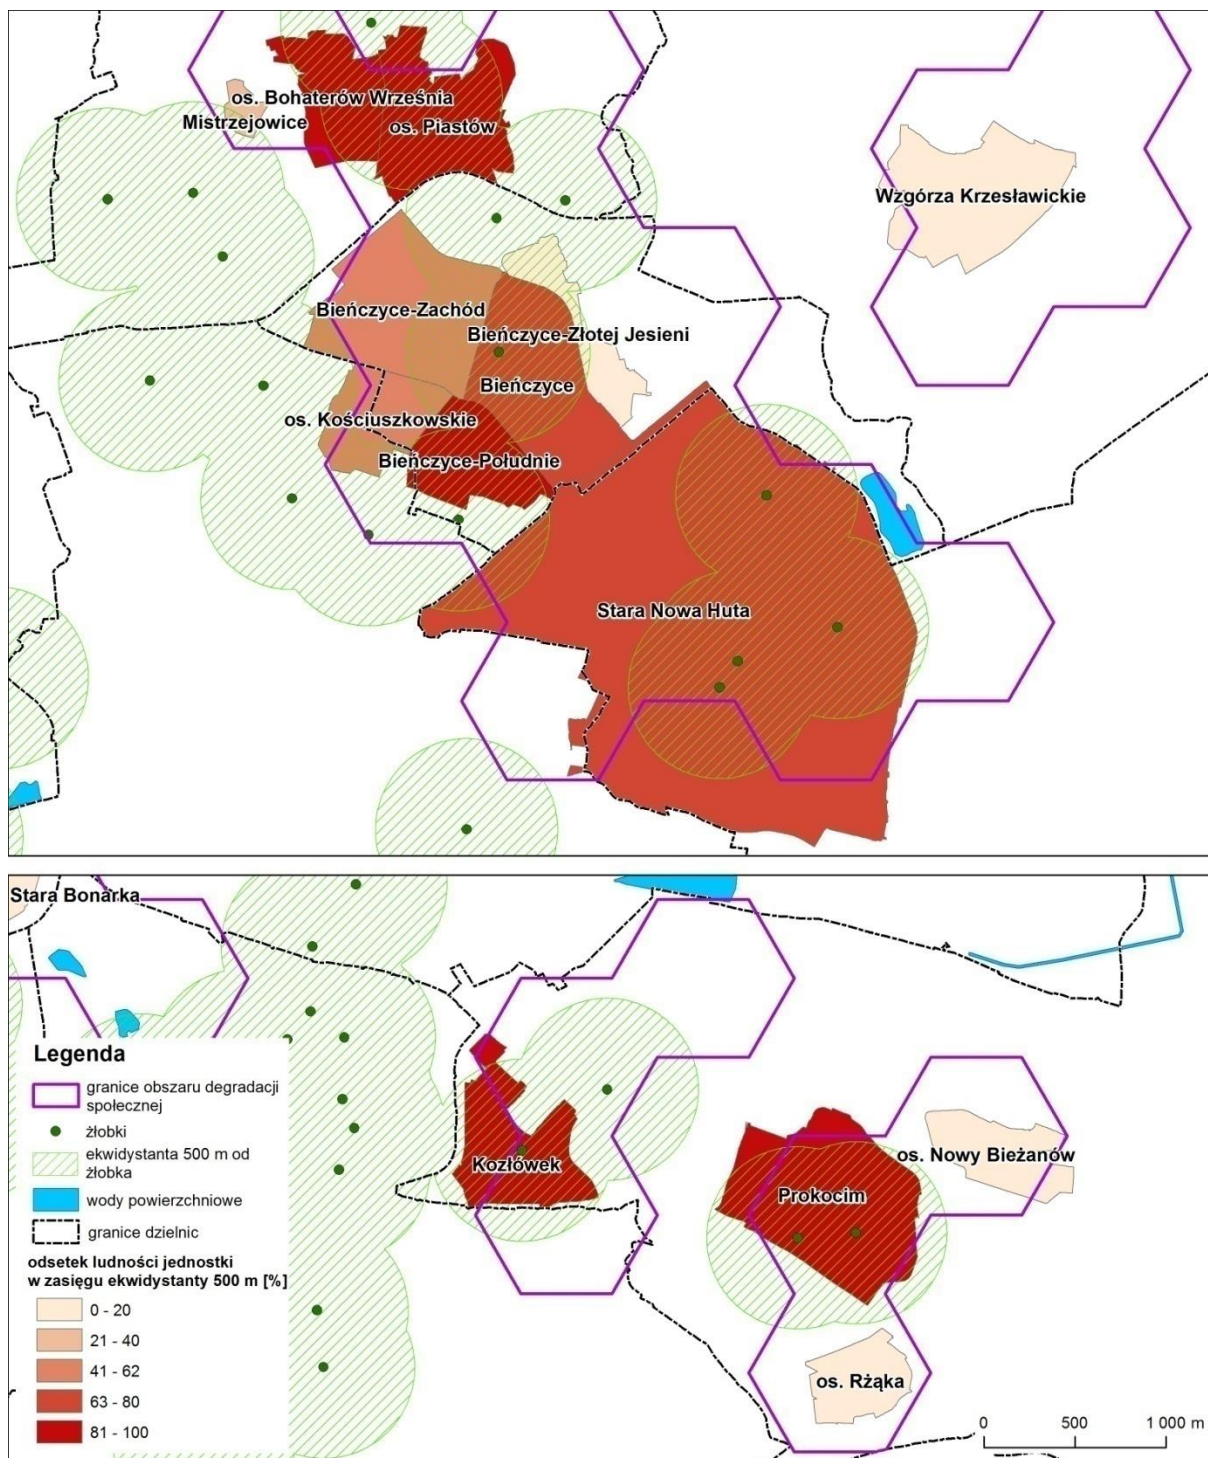 os. Bohaterów Września
Mistrzejowice
os. Piastów
Wzgórza Krzesławickie
Bieńczyce-Zachód
Bieńczyce-Złotej Jesieni
Bieńczyce
os. Kościuszkowskie
Bieńczyce-Południe
Stara Nowa Huta
Stara Bonarka
Legenda
granice obszaru degradacji
społecznej
żłobki
ekwidystanta 500 m od
żłobka
wody powierzchniowe
granice dzielnic
odsetek ludności jednostki
w zasięgu ekwidystanty 500 m [%]
0 - 20
21 - 40
41 - 62
63 - 80
81 - 100
Kozłówek
Prokocim
os. Nowy Bieżanów
os. Rżąka
0 500 1 000 m